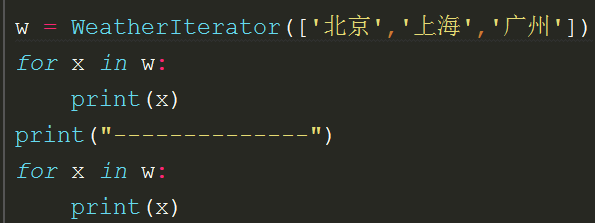 w = WeatherIterator(['北京','上海','广州'])
for x in w:
    print(x)
print("--------------")
for x in w:
    print(x)